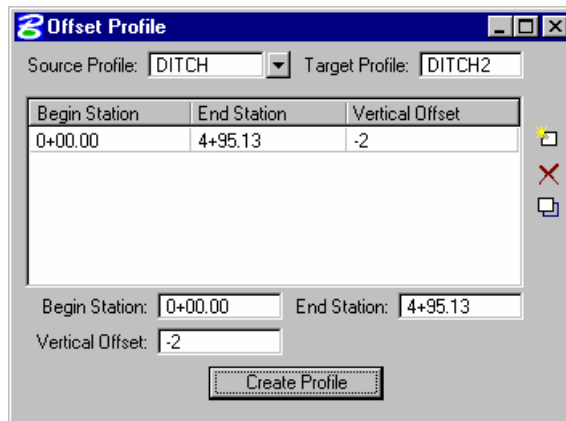 Offset Profile
Source Profile: DITCH Target Profile: DITCH2
Begin Station End Station Vertical Offset
0+00.00 4+95.13 -2
Begin Station: 0+00.00 End Station: 4+95.13
Vertical Offset: -2
Create Profile